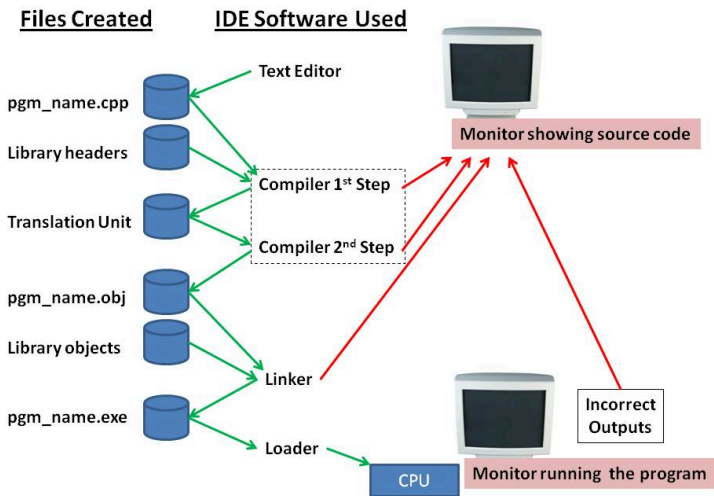 Files Created
IDE Software Used
Text Editor
pgm_name.cpp
Monitor showing source code
Library headers
Compiler 1st Step
Translation Unit
Compiler 2nd Step
pgm_name.obj
Library objects
Linker
pgm_name.exe
Incorrect
Outputs
Loader
CPU
Monitor running the program